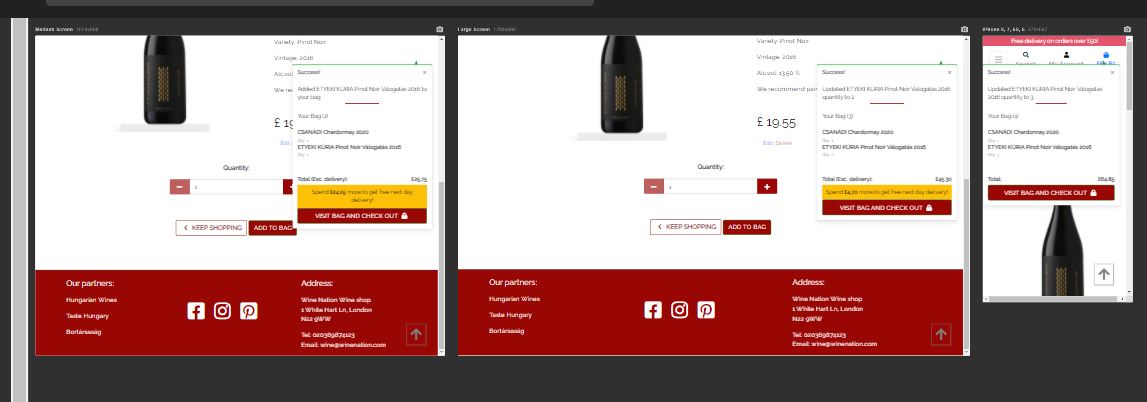 Medium Screen 1024x800
Variety: Pinot Noir
Vintage: 2016
Alc.vol:
We rec
£ 19
Edit
Success!
×
Added ETYEKI KÚRIA Pinot Noir Válogatás 2016 to
your bag
Your Bag (2)
CSANÁDI Chardonnay 2020
Qty: 1
ETYEKI KÚRIA Pinot Noir Válogatás 2016
Qty: 1
Total (Exc. delivery): £25.75
Spend £24.25 more to get free next day
delivery!
VISIT BAG AND CHECK OUT
Quantity:
− 1 +
KEEP SHOPPING
ADD TO BAG
Our partners:
Hungarian Wines
Taste Hungary
Bortársaság
Address:
Wine Nation Wine shop
1 White Hart Ln, London
N22 9WW
Tel: 020369874123
Email: wine@winenation.com
Large Screen 1280x800
Variety: Pinot Noir
Vintage: 2016
Alc.vol: 13,50 %
We recommend pair
£ 19.55
Edit | Delete
Success!
×
Updated ETYEKI KÚRIA Pinot Noir Válogatás 2016
quantity to 2
Your Bag (3)
CSANÁDI Chardonnay 2020
Qty: 1
ETYEKI KÚRIA Pinot Noir Válogatás 2016
Qty: 2
Total (Exc. delivery): £45.30
Spend £4.70 more to get free next day delivery!
VISIT BAG AND CHECK OUT
Quantity:
− 1 +
KEEP SHOPPING
ADD TO BAG
Our partners:
Hungarian Wines
Taste Hungary
Bortársaság
Address:
Wine Nation Wine shop
1 White Hart Ln, London
N22 9WW
Tel: 020369874123
Email: wine@winenation.com
iPhone 8, 7, 6S, 6 375x667
Free delivery on orders over £50!
Search
My Account
£64.85
Success!
×
Updated ETYEKI KÚRIA Pinot Noir Válogatás
2016 quantity to 3
Your Bag (4)
CSANÁDI Chardonnay 2020
Qty: 1
ETYEKI KÚRIA Pinot Noir Válogatás 2016
Qty: 3
Total: £64.85
VISIT BAG AND CHECK OUT